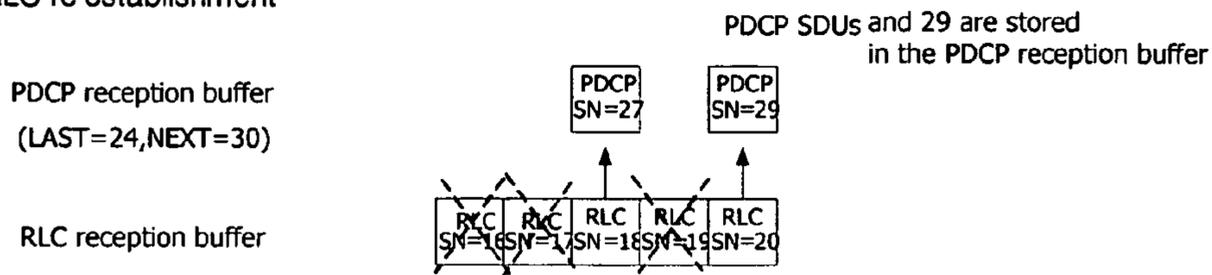 re-establishment
PDCP SDUs and 29 are stored
in the PDCP reception buffer
PDCP reception buffer
(LAST=24,NEXT=30)
PDCP
SN=27
PDCP
SN=29
RLC reception buffer
RLC
SN=16
RLC
SN=17
RLC
SN=18
RLC
SN=19
RLC
SN=20